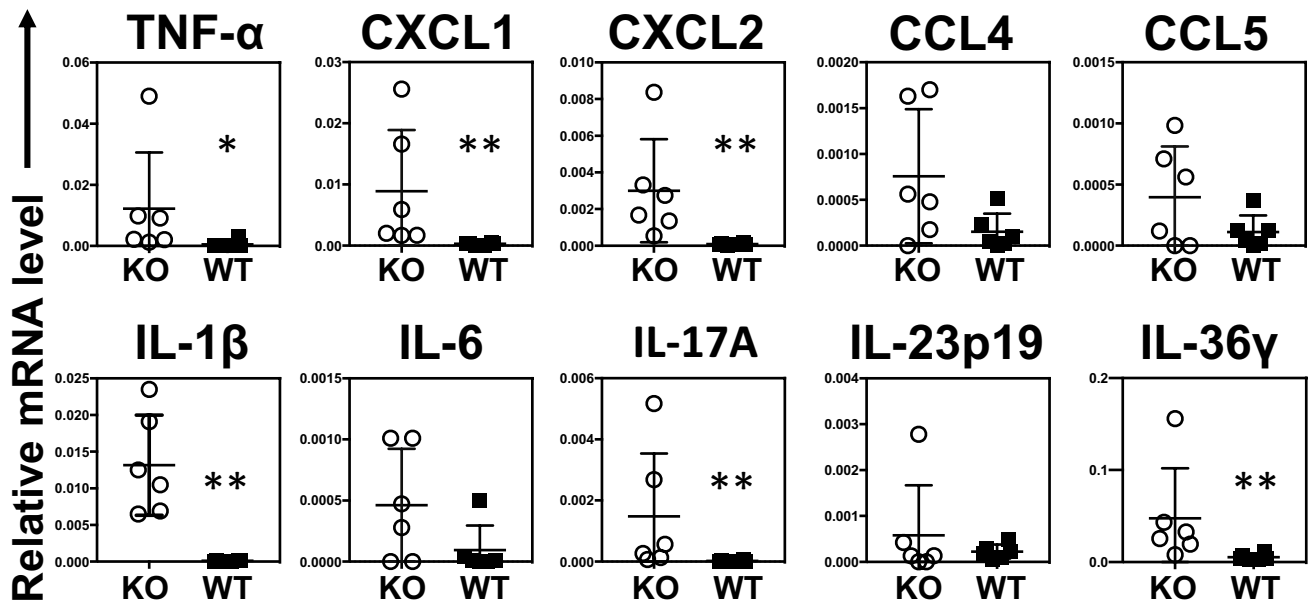 Relative mRNA level
TNF-α
0.06
0.04
0.02
0.00
*
KO WT
CXCL1
0.03
0.02
0.01
0.00
**
KO WT
CXCL2
0.010
0.008
0.006
0.004
0.002
0.000
**
KO WT
CCL4
0.0020
0.0015
0.0010
0.0005
0.0000
KO WT
CCL5
0.0015
0.0010
0.0005
0.0000
KO WT
IL-1β
0.025
0.020
0.015
0.010
0.005
0.000
**
KO WT
IL-6
0.0015
0.0010
0.0005
0.0000
KO WT
IL-17A
0.006
0.004
0.002
0.000
**
KO WT
IL-23p19
0.004
0.003
0.002
0.001
0.000
KO WT
IL-36γ
0.2
0.1
0.0
**
KO WT